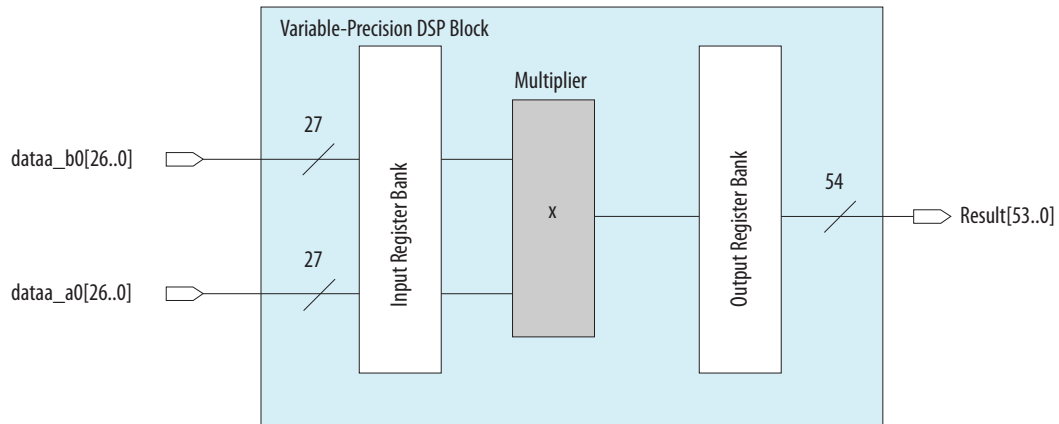 Variable-Precision DSP Block
Multiplier
27
dataa_b0[26..0]
Input Register Bank
x
Output Register Bank
54
Result[53..0]
27
dataa_a0[26..0]